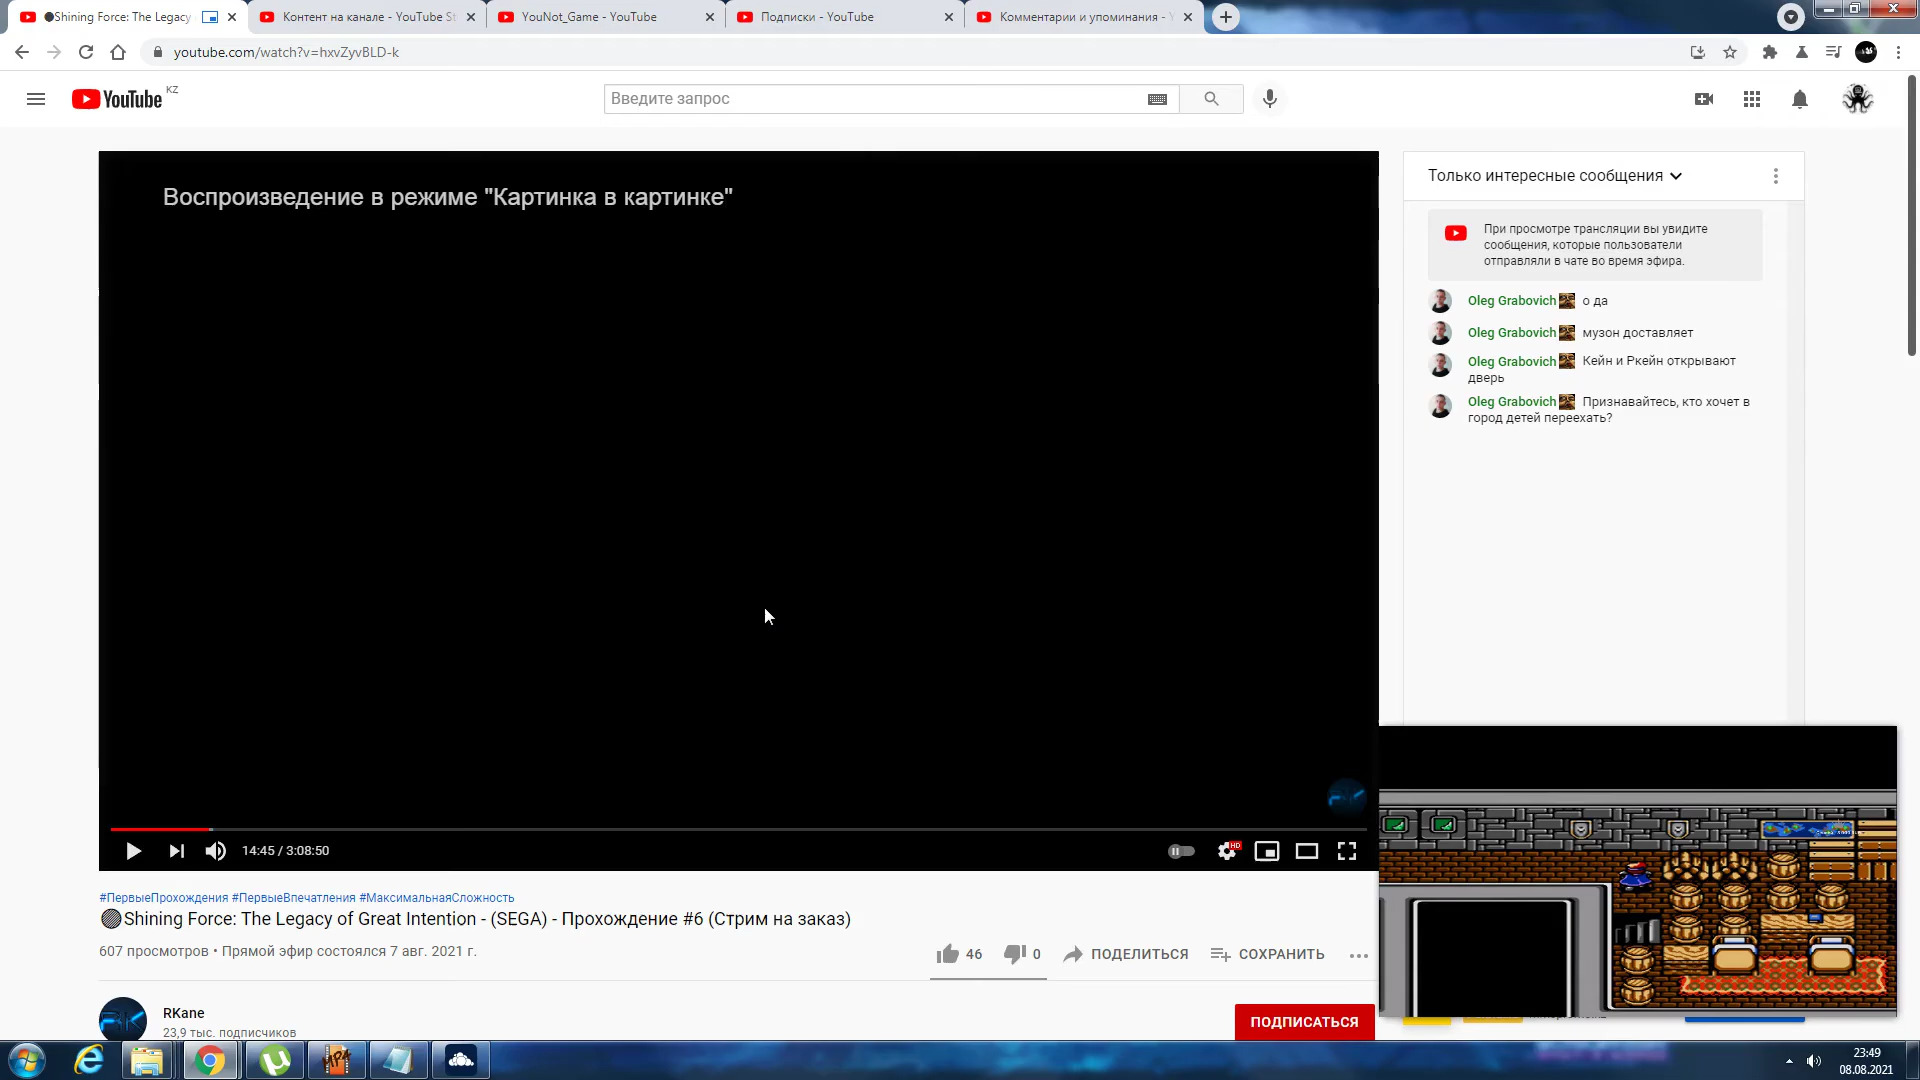 Shining Force: The Legacy
Контент на канале - YouTube St
YouNot_Game - YouTube
Подписки - YouTube
Комментарии и упоминания - Y
youtube.com/watch?v=hxvZyvBLD-k
YouTube KZ
Введите запрос
Воспроизведение в режиме "Картинка в картинке"
Только интересные сообщения
При просмотре трансляции вы увидите
сообщения, которые пользователи
отправляли в чате во время эфира.
Oleg Grabovich о да
Oleg Grabovich музон доставляет
Oleg Grabovich Кейн и Ркейн открывают
дверь
Oleg Grabovich Признавайтесь, кто хочет в
город детей переехать?
14:45 / 3:08:50
HD
#ПервыеПрохождения #ПервыеВпечатления #МаксимальнаяСложность
Shining Force: The Legacy of Great Intention - (SEGA) - Прохождение #6 (Стрим на заказ)
607 просмотров • Прямой эфир состоялся 7 авг. 2021 г.
46
0
ПОДЕЛИТЬСЯ
СОХРАНИТЬ
RKane
23,9 тыс. подписчиков
ПОДПИСАТЬСЯ
MP4
23:49
08.08.2021